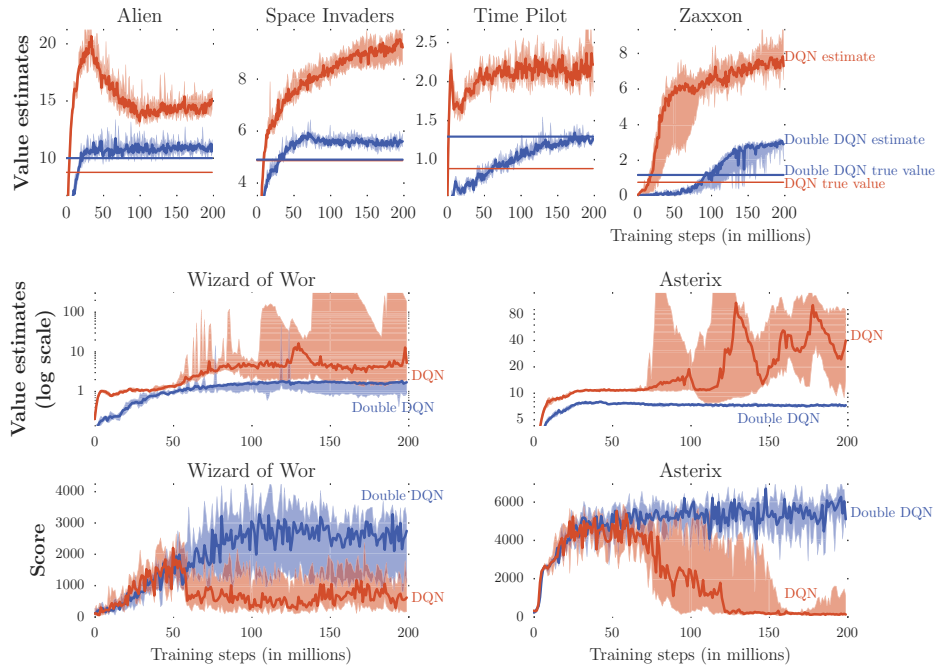 Alien
Space Invaders
Time Pilot
Zaxxon
Value estimates
20
15
10
0 50 100 150 200
8
6
4
0 50 100 150 200
2.5
2.0
1.5
1.0
0 50 100 150 200
8
6
4
2
0
0 50 100 150 200
DQN estimate
Double DQN estimate
Double DQN true value
DQN true value
Training steps (in millions)
Wizard of Wor
Asterix
Value estimates
(log scale)
100
10
1
0 50 100 150 200
DQN
Double DQN
80
40
20
10
5
0 50 100 150 200
DQN
Double DQN
Wizard of Wor
Asterix
Score
4000
3000
2000
1000
0
0 50 100 150 200
Double DQN
DQN
Training steps (in millions)
6000
4000
2000
0
0 50 100 150 200
Double DQN
DQN
Training steps (in millions)